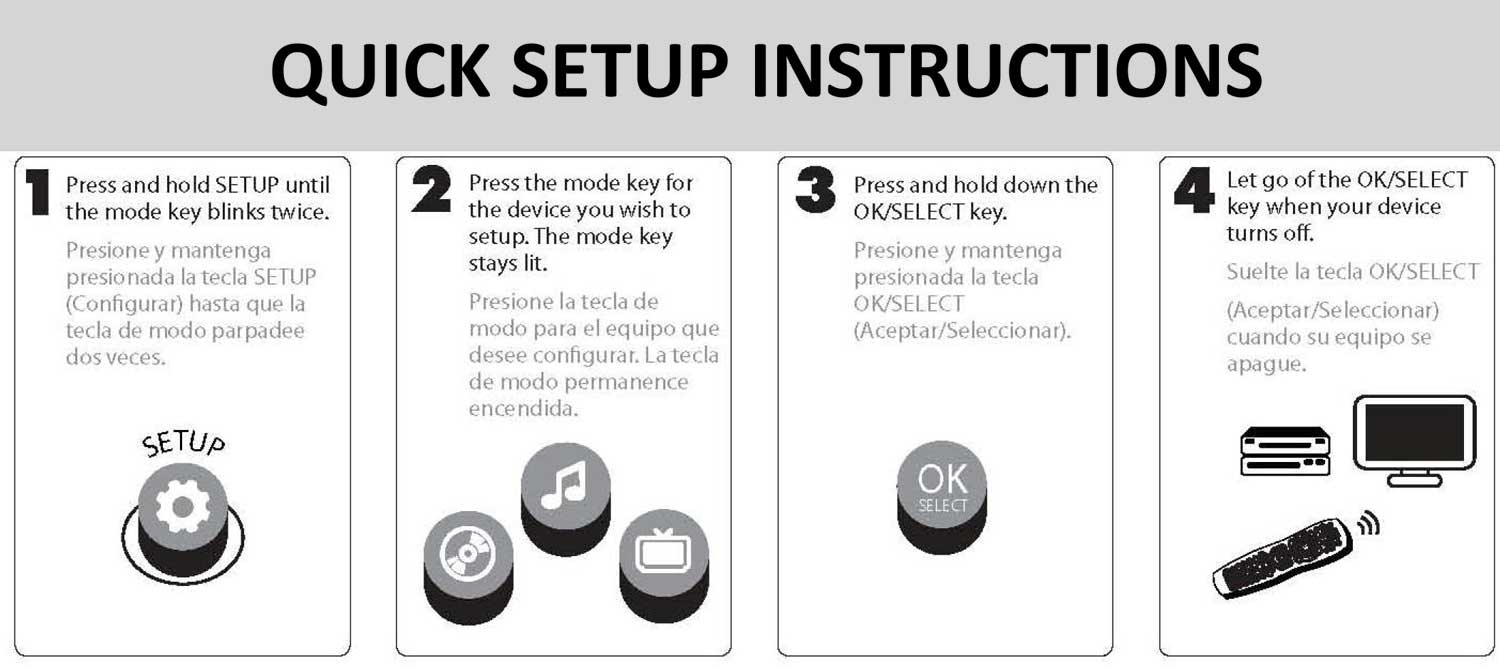 QUICK SETUP INSTRUCTIONS
1
Press and hold SETUP until
the mode key blinks twice.
Presione y mantenga
presionada la tecla SETUP
(Configurar) hasta que la
tecla de modo parpadee
dos veces.
SETUP
2
Press the mode key for
the device you wish to
setup. The mode key
stays lit.
Presione la tecla de
modo para el equipo que
desee configurar. La tecla
de modo permanence
encendida.
3
Press and hold down the
OK/SELECT key.
Presione y mantenga
presionada la tecla
OK/SELECT
(Aceptar/Seleccionar).
OK
SELECT
4
Let go of the OK/SELECT
key when your device
turns off.
Suelte la tecla OK/SELECT
(Aceptar/Seleccionar)
cuando su equipo se
apague.